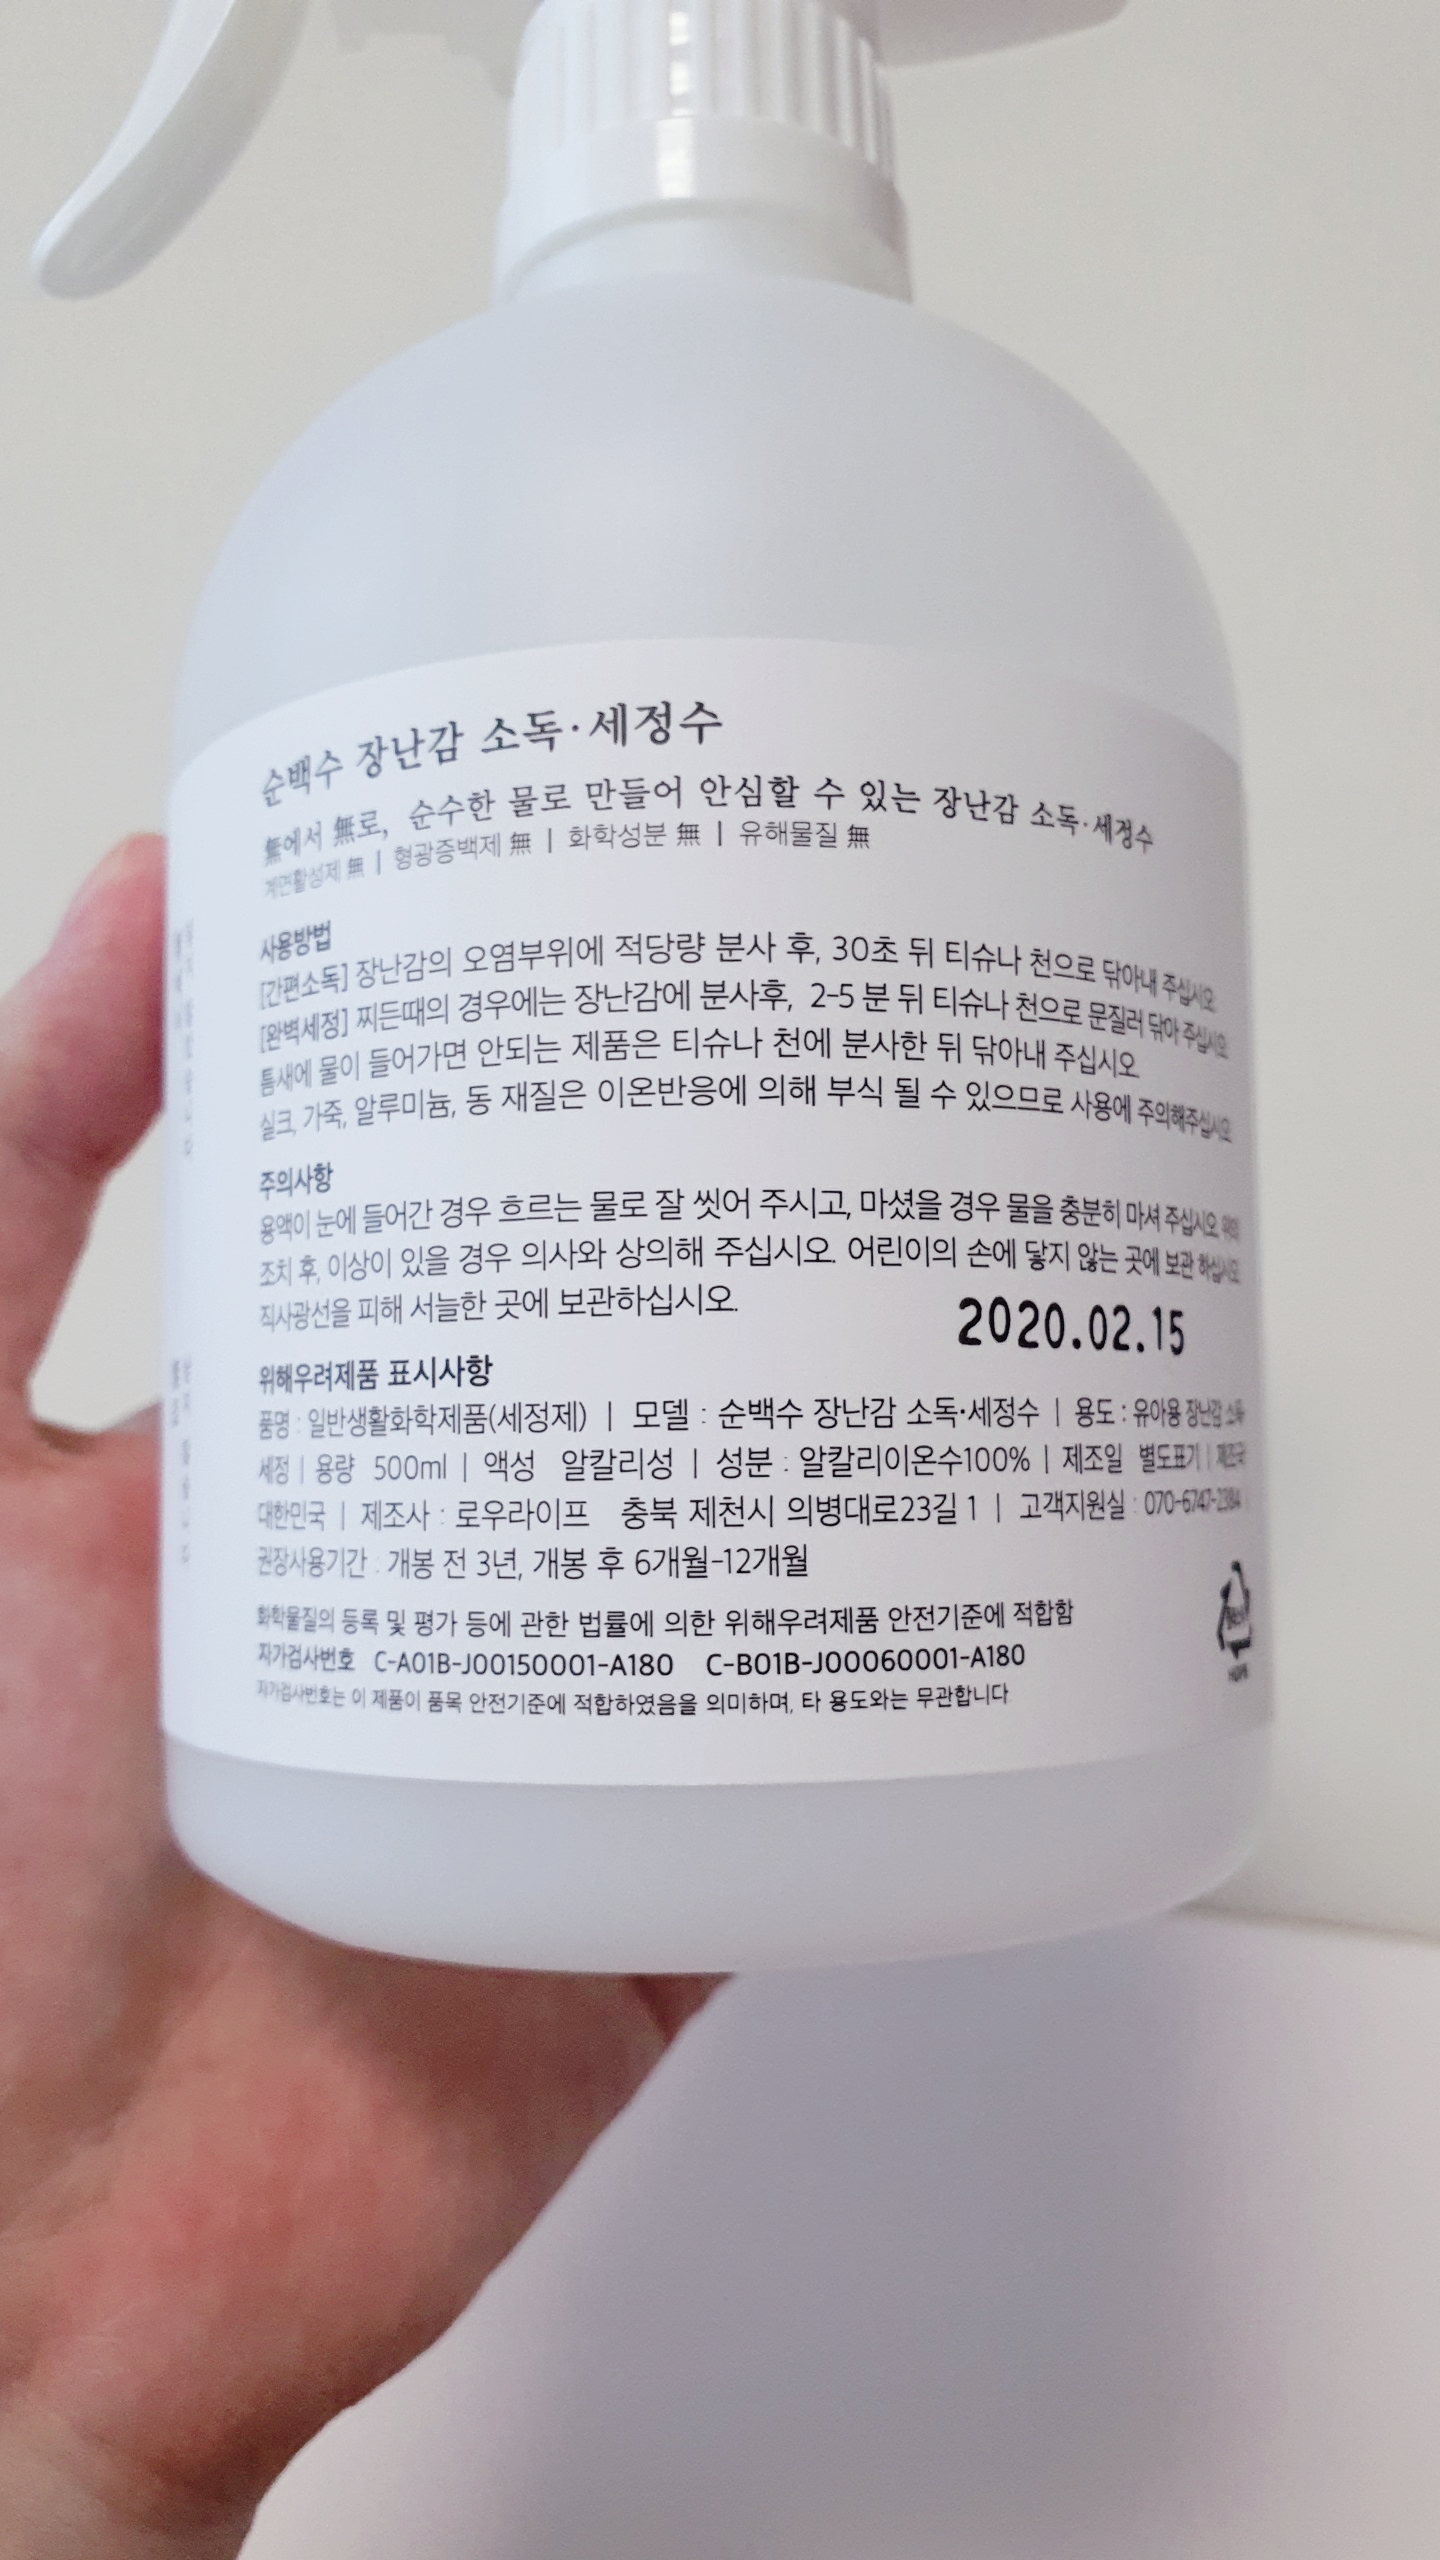 순백수 장난감 소독·세정수
無에서 無로, 순수한 물로 만들어 안심할 수 있는 장난감 소독·세정수
계면활성제 無 | 형광증백제 無 | 화학성분 無 | 유해물질 無
사용방법
[간편소독] 장난감의 오염부위에 적당량 분사 후, 30초 뒤 티슈나 천으로 닦아내 주십시오.
[완벽세정] 찌든때의 경우에는 장난감에 분사후, 2-5 분 뒤 티슈나 천으로 문질러 닦아 주십시오.
틈새에 물이 들어가면 안되는 제품은 티슈나 천에 분사한 뒤 닦아내 주십시오
실크, 가죽, 알루미늄, 동 재질은 이온반응에 의해 부식 될 수 있으므로 사용에 주의해주십시오.
주의사항
용액이 눈에 들어간 경우 흐르는 물로 잘 씻어 주시고, 마셨을 경우 물을 충분히 마셔 주십시오. 위의
조치 후, 이상이 있을 경우 의사와 상의해 주십시오. 어린이의 손에 닿지 않는 곳에 보관 하십시오.
직사광선을 피해 서늘한 곳에 보관하십시오.
2020.02.15
위해우려제품 표시사항
품명 : 일반생활화학제품(세정제) | 모델 : 순백수 장난감 소독·세정수 | 용도 : 유아용 장난감 소독·
세정 | 용량 500ml | 액성 알칼리성 | 성분 : 알칼리이온수100% | 제조일 별도표기 | 제조국
대한민국 | 제조사 : 로우라이프 충북 제천시 의병대로23길 1 | 고객지원실 : 070-6747-2384 |
권장사용기간 : 개봉 전 3년, 개봉 후 6개월-12개월
화학물질의 등록 및 평가 등에 관한 법률에 의한 위해우려제품 안전기준에 적합함
자가검사번호 C-A01B-J00150001-A180 C-B01B-J00060001-A180
자가검사번호는 이 제품이 품목 안전기준에 적합하였음을 의미하며, 타 용도와는 무관합니다.
HDPE